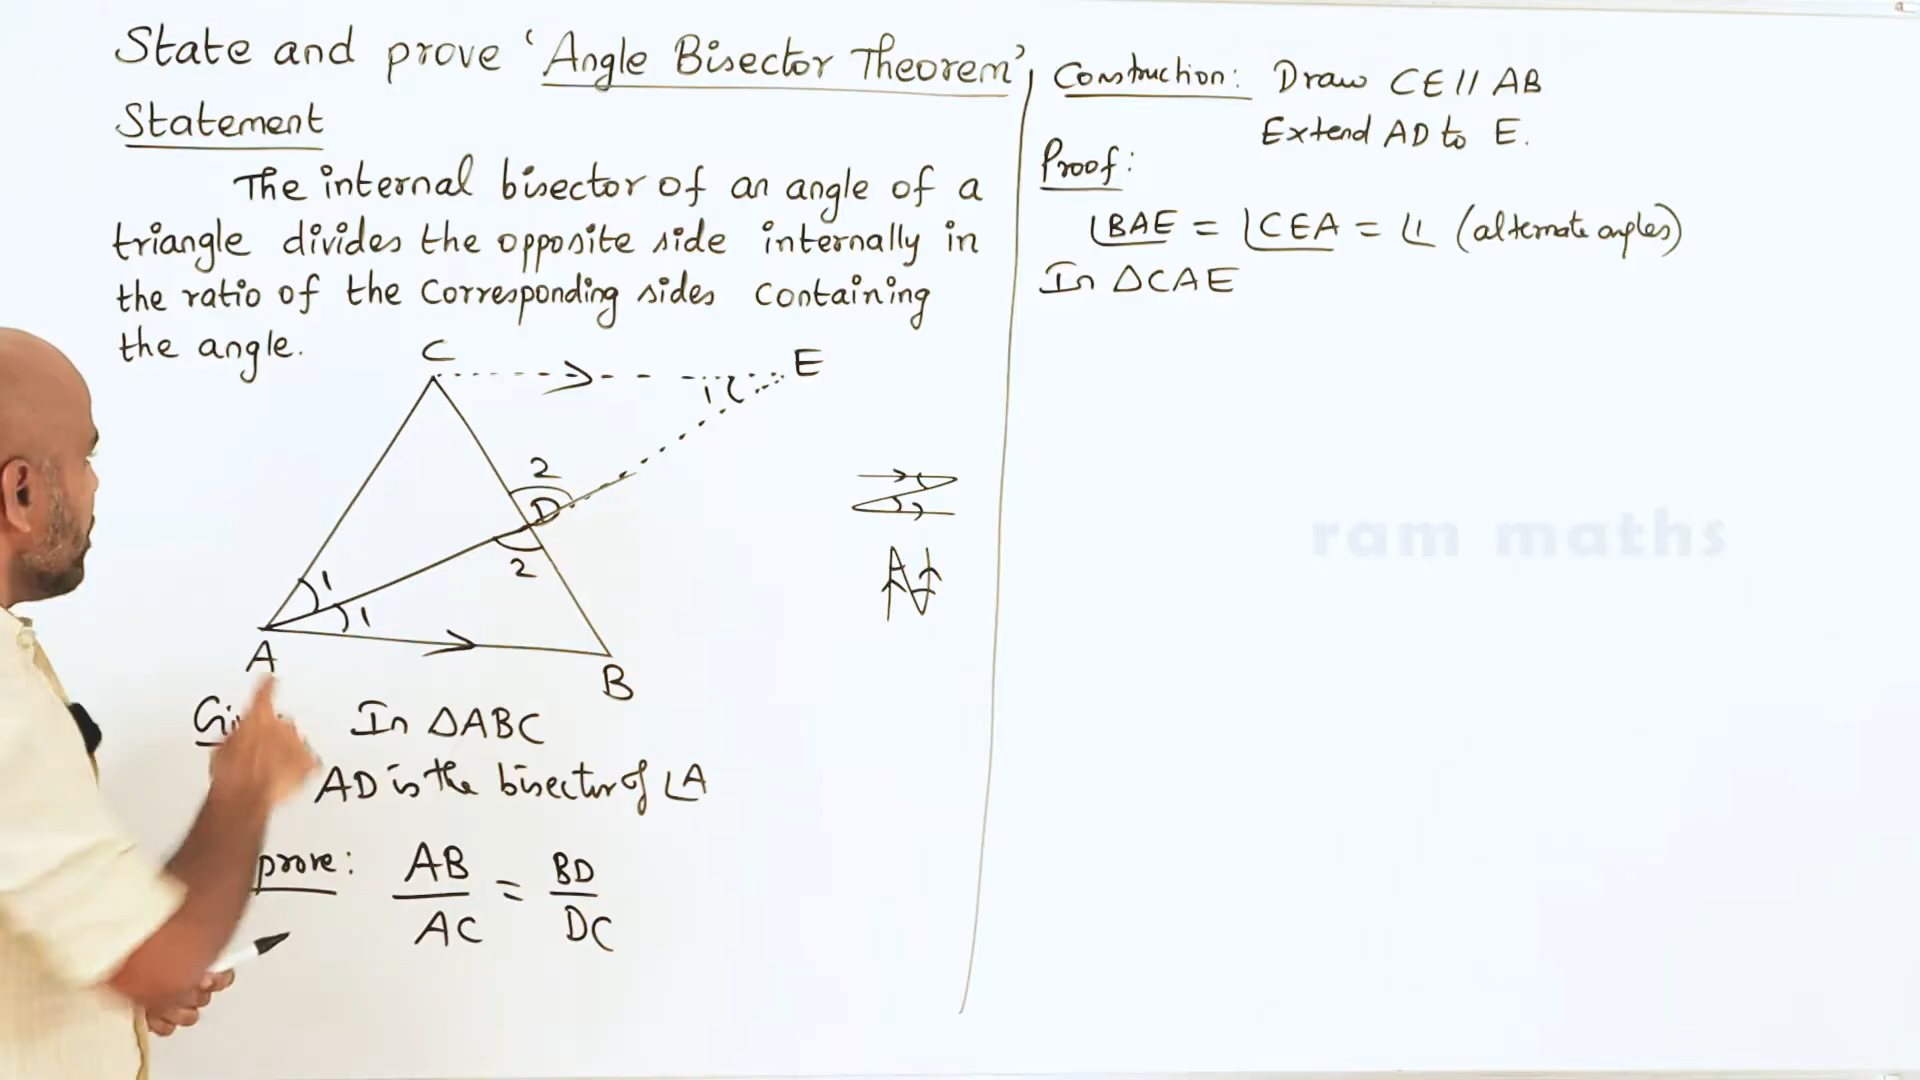 State and prove 'Angle Bisector Theorem'
Statement
The internal bisector of an angle of a
triangle divides the opposite side internally in
the ratio of the corresponding sides containing
the angle.
C
E
1
2
D
2
1
1
A
B
In ΔABC
AD is the bisector of ∠A
prove:
AB/AC = BD/DC
Construction: Draw CE // AB
Extend AD to E.
Proof:
∠BAE = ∠CEA = ∠1 (alternate angles)
In ΔCAE
ram maths